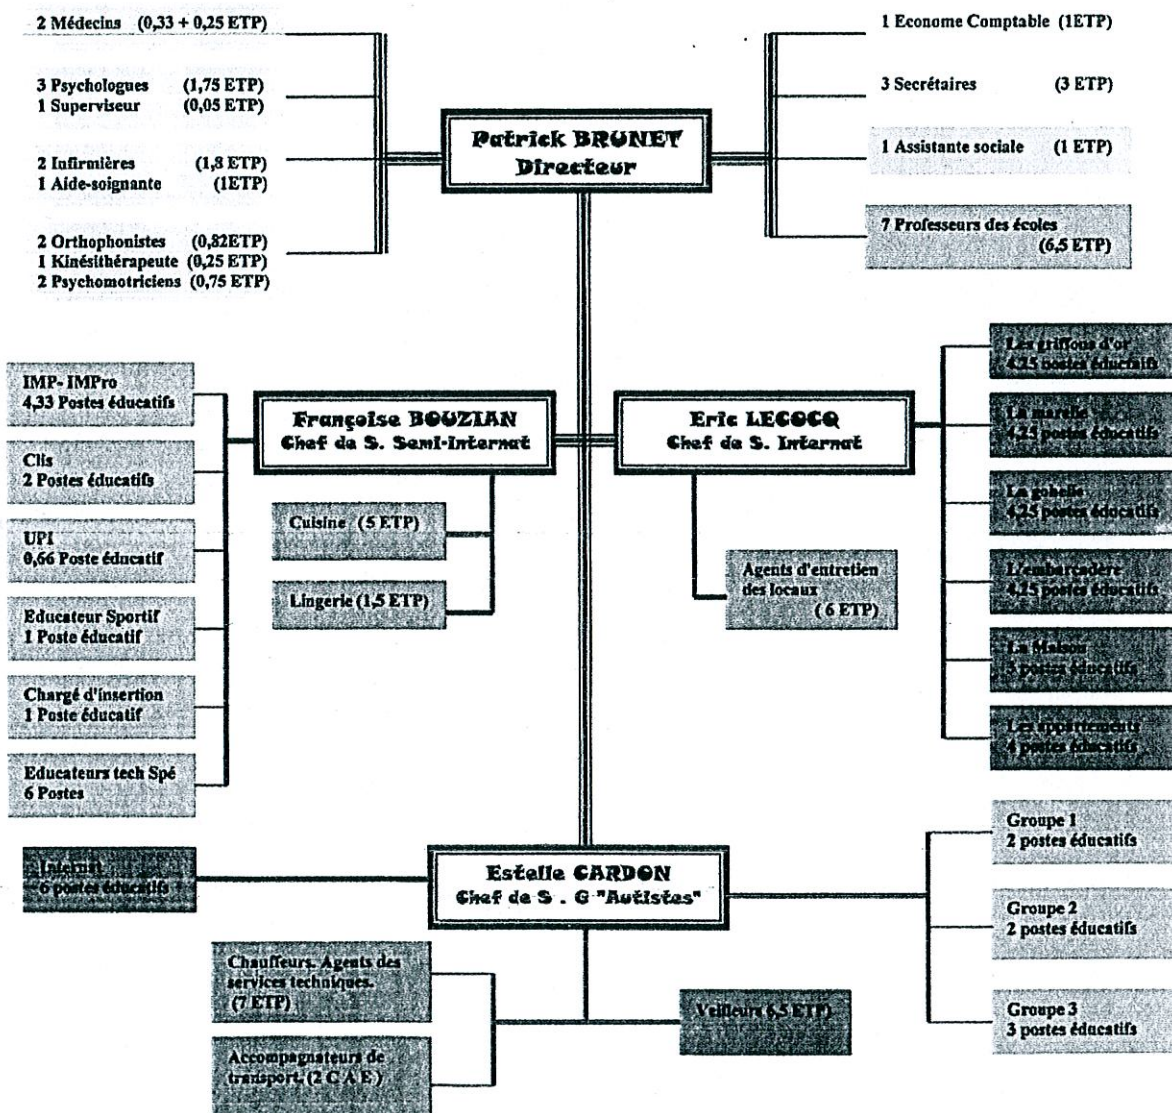 2 Médecins (0,33 + 0,25 ETP)
3 Psychologues (1,75 ETP)
1 Superviseur (0,05 ETP)
2 Infirmières (1,8 ETP)
1 Aide-soignante (1ETP)
2 Orthophonistes (0,82ETP)
1 Kinésithérapeute (0,25 ETP)
2 Psychomotriciens (0,75 ETP)
Patrick BRUNET
Directeur
1 Econome Comptable (1ETP)
3 Secrétaires (3 ETP)
1 Assistante sociale (1 ETP)
7 Professeurs des écoles
(6,5 ETP)
IMP- IMPro
4,33 Postes éducatifs
Clis
2 Postes éducatifs
UPI
0,66 Poste éducatif
Educateur Sportif
1 Poste éducatif
Chargé d'insertion
1 Poste éducatif
Educateurs tech Spé
6 Postes
Françoise BOUZIAN
Chef de S. Semi-Internat
Cuisine (5 ETP)
Lingerie (1,5 ETP)
Eric LECOCQ
Chef de S. Internat
Agents d'entretien
des locaux
( 6 ETP)
Les griffons d'or
4,25 postes éducatifs
La marelle
4,25 postes éducatifs
La gobelle
4,25 postes éducatifs
L'embarcadère
4,25 postes éducatifs
La Maison
3 postes éducatifs
Les appartements
4 postes éducatifs
Internat
6 postes éducatifs
Estelle CARDON
Chef de S . G "Autistes"
Chauffeurs. Agents des
services techniques.
(7 ETP)
Accompagnateurs de
transport. (2 C A E )
Veilleurs 6,5 ETP)
Groupe 1
2 postes éducatifs
Groupe 2
2 postes éducatifs
Groupe 3
3 postes éducatifs